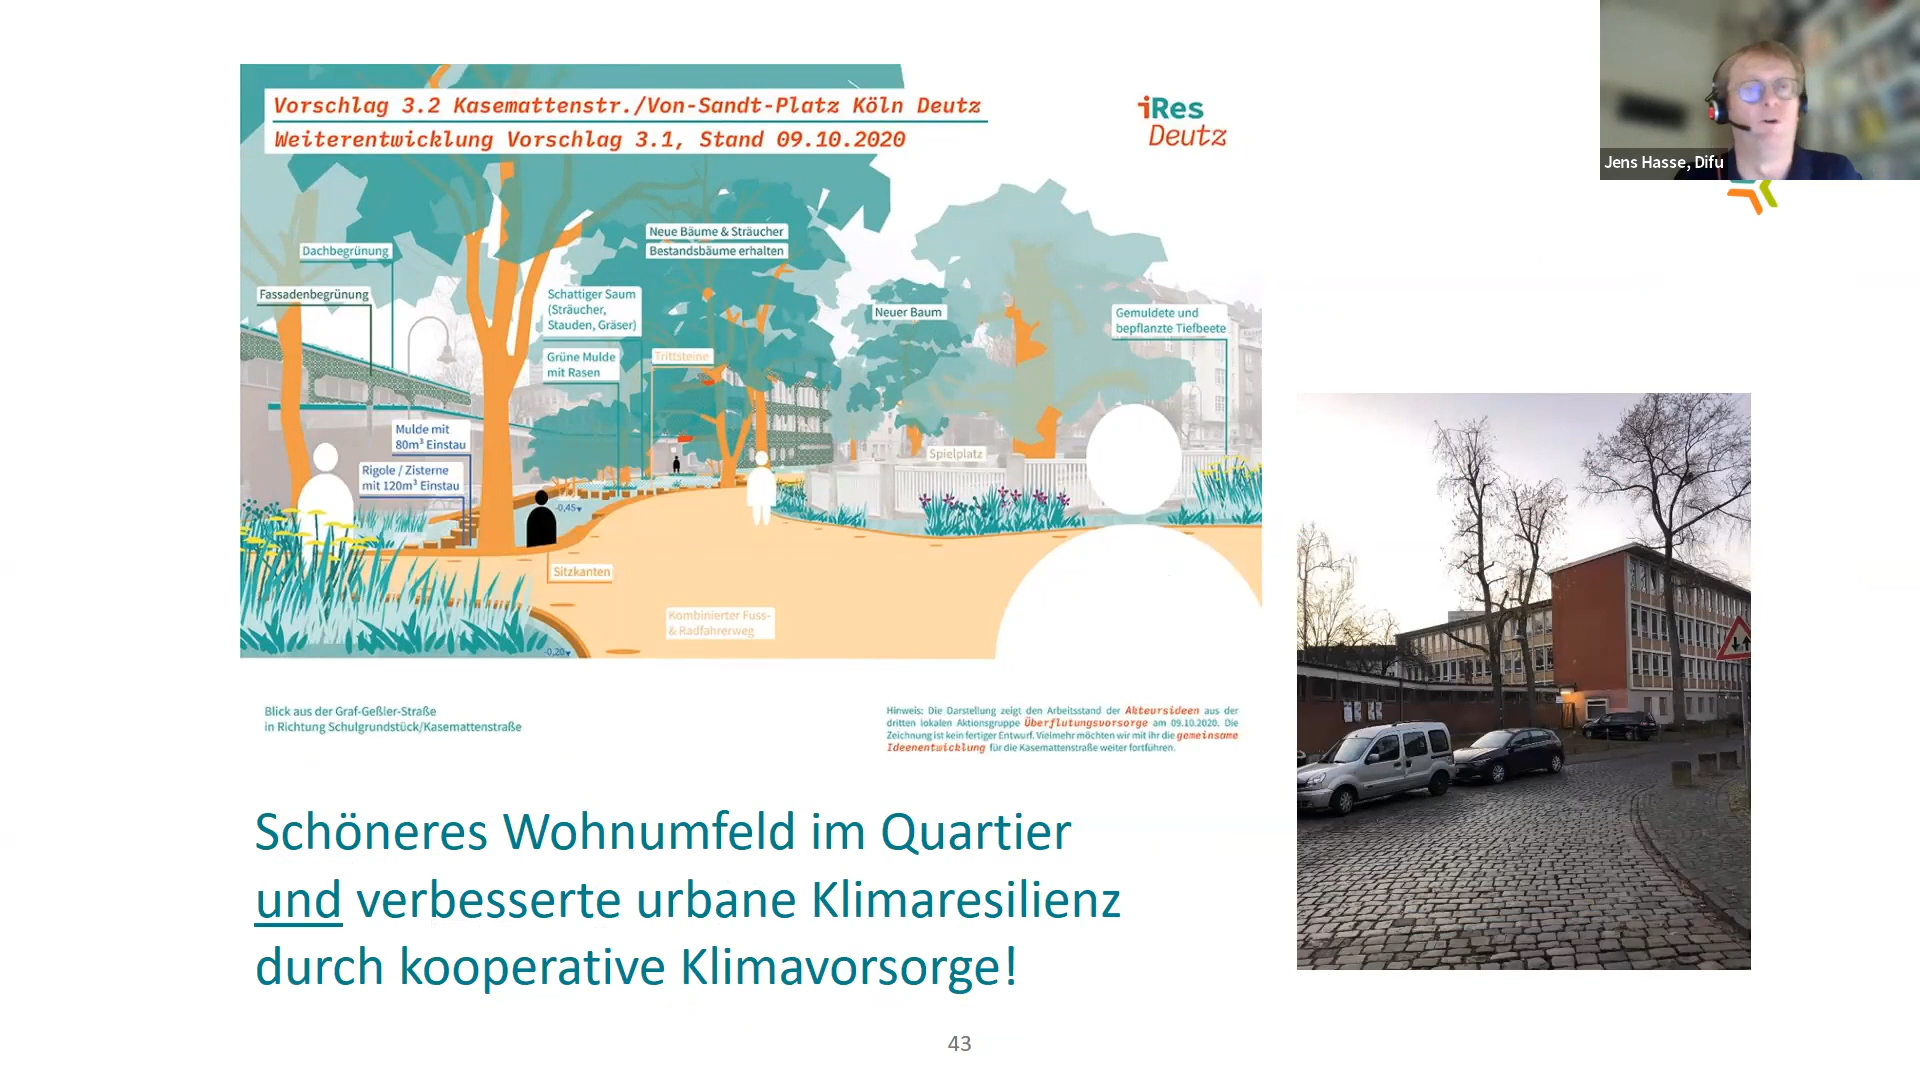 Vorschlag 3.2 Kasemattenstr./Von-Sandt-Platz Köln Deutz
Weiterentwicklung Vorschlag 3.1, Stand 09.10.2020
iRes
Deutz
Jens Hasse, Difu
Neue Bäume & Sträucher
Bestandsbäume erhalten
Dachbegrünung
Fassadenbegrünung
Schattiger Saum
(Sträucher,
Stauden, Gräser)
Neuer Baum
Gemuldete und
bepflanzte Tiefbeete
Grüne Mulde
mit Rasen
Trittsteine
Mulde mit
80m³ Einstau
Rigole / Zisterne
mit 120m³ Einstau
Spielplatz
-0,45
Sitzkanten
Kombinierter Fuss-
& Radfahrerweg
-0,20
Blick aus der Graf-Geßler-Straße
in Richtung Schulgrundstück/Kasemattenstraße
Hinweis: Die Darstellung zeigt den Arbeitsstand der Akteursideen aus der
dritten lokalen Aktionsgruppe Überflutungsvorsorge am 09.10.2020. Die
Zeichnung ist kein fertiger Entwurf. Vielmehr möchten wir mit ihr die gemeinsame
Ideenentwicklung für die Kasemattenstraße weiter fortführen.
Schöneres Wohnumfeld im Quartier
und verbesserte urbane Klimaresilienz
durch kooperative Klimavorsorge!
43